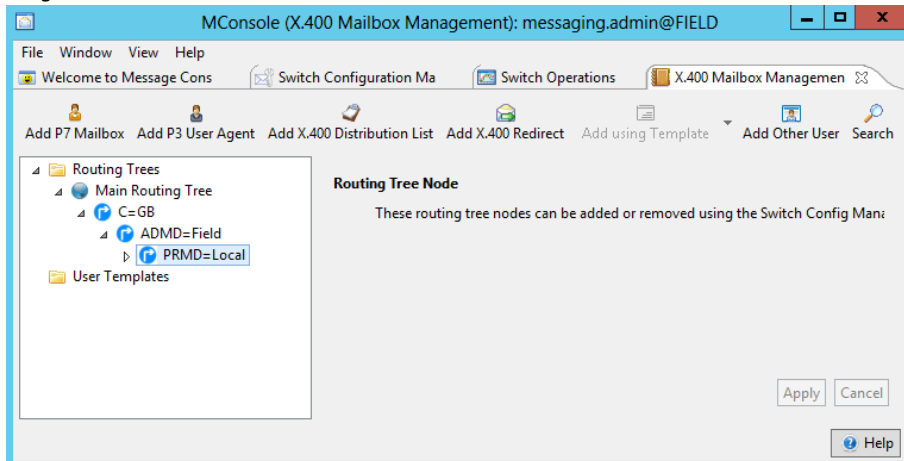 MConsole (X.400 Mailbox Management): messaging.admin@FIELD
File Window View Help
Welcome to Message Cons Switch Configuration Ma Switch Operations X.400 Mailbox Managemen
Add P7 Mailbox Add P3 User Agent Add X.400 Distribution List Add X.400 Redirect Add using Template Add Other User Search
Routing Trees
Main Routing Tree
C=GB
ADMD=Field
PRMD=Local
User Templates
Routing Tree Node
These routing tree nodes can be added or removed using the Switch Config Mana
Apply Cancel
Help